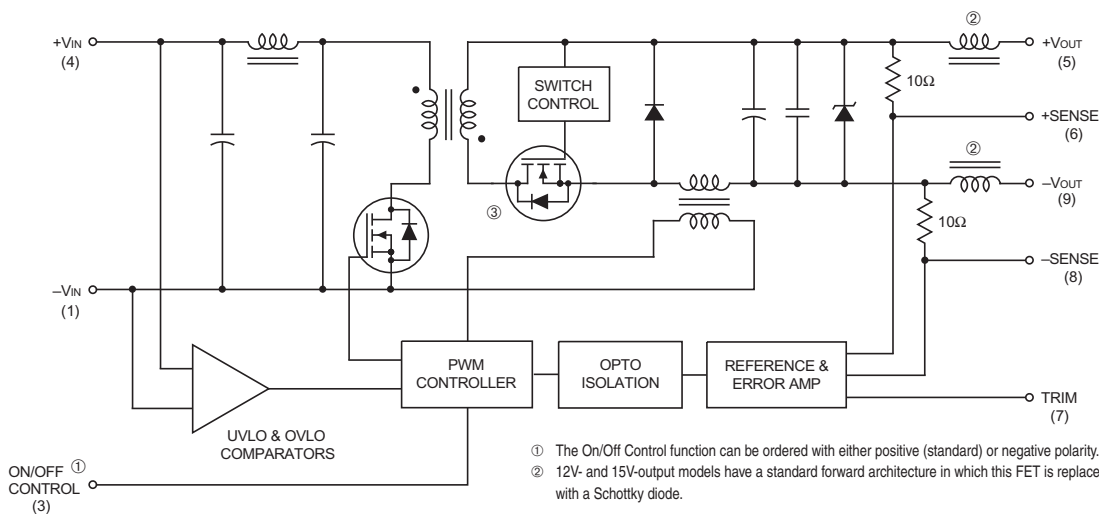 ②
+VIN
(4)
+VOUT
(5)
SWITCH
CONTROL
10Ω
+SENSE
(6)
②
–VOUT
(9)
③
10Ω
–SENSE
(8)
–VIN
(1)
PWM
CONTROLLER
OPTO
ISOLATION
REFERENCE &
ERROR AMP
TRIM
(7)
UVLO & OVLO
COMPARATORS
ON/OFF ①
CONTROL
(3)
① The On/Off Control function can be ordered with either positive (standard) or negative polarity.
② 12V- and 15V-output models have a standard forward architecture in which this FET is replace
with a Schottky diode.